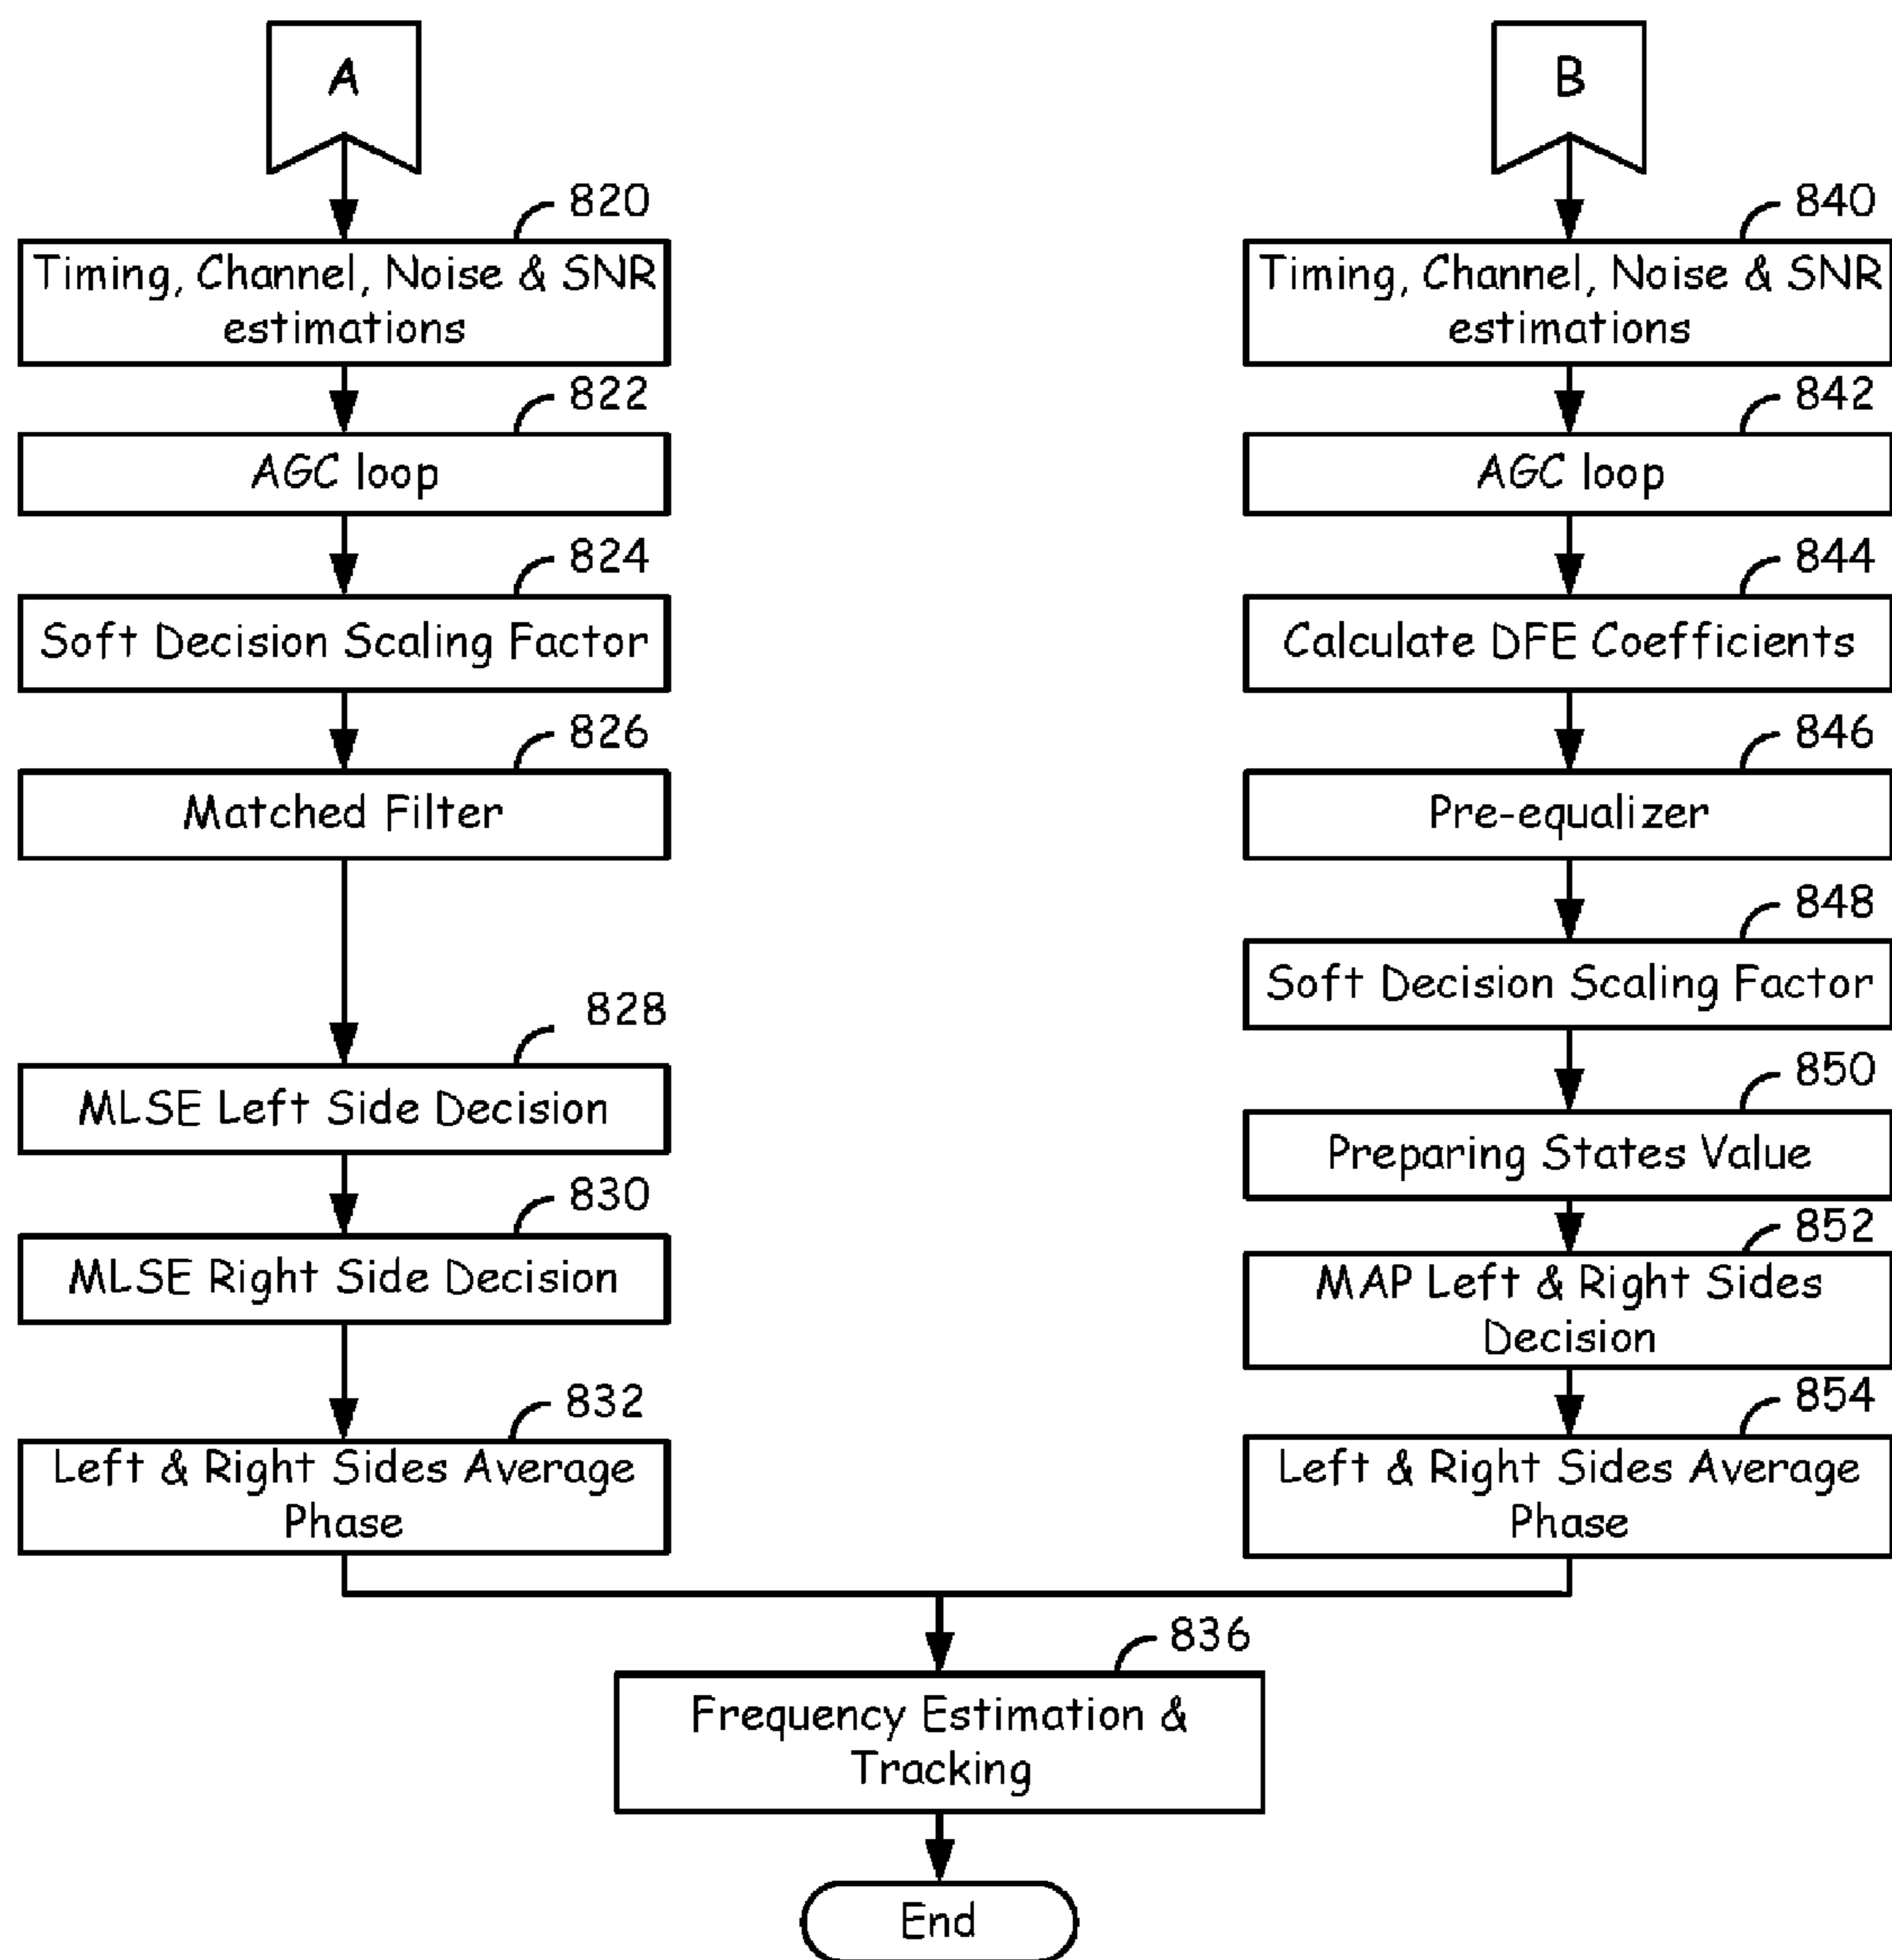 A
820
Timing, Channel, Noise & SNR
estimations
822
AGC loop
824
Soft Decision Scaling Factor
826
Matched Filter
828
MLSE Left Side Decision
830
MLSE Right Side Decision
832
Left & Right Sides Average
Phase
B
840
Timing, Channel, Noise & SNR
estimations
842
AGC loop
844
Calculate DFE Coefficients
846
Pre-equalizer
848
Soft Decision Scaling Factor
850
Preparing States Value
852
MAP Left & Right Sides
Decision
854
Left & Right Sides Average
Phase
836
Frequency Estimation &
Tracking
End